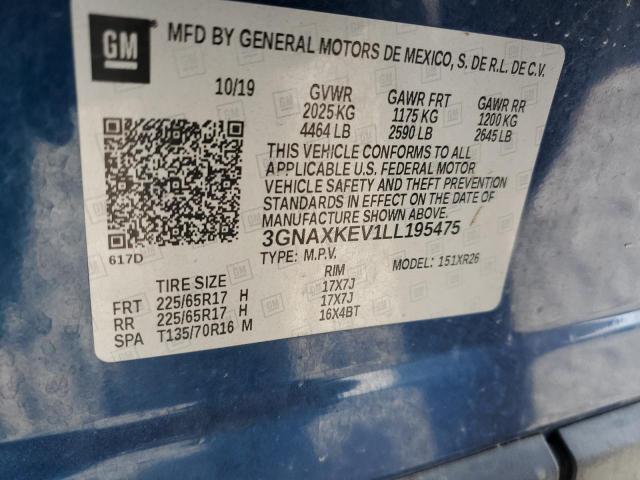 GM MFD BY GENERAL MOTORS DE MEXICO, S. DE R.L. DE C.V.
10/19 GVWR GAWR FRT GAWR RR
2025 KG 1175 KG 1200 KG
4464 LB 2590 LB 2645 LB
THIS VEHICLE CONFORMS TO ALL
APPLICABLE U.S. FEDERAL MOTOR
VEHICLE SAFETY AND THEFT PREVENTION
STANDARDS IN EFFECT ON THE DATE OF
MANUFACTURE SHOWN ABOVE.
3GNAXKEV1LL195475
617D TYPE: M.P.V. MODEL: 151XR26
TIRE SIZE RIM
FRT 225/65R17 H 17X7J
RR 225/65R17 H 17X7J
SPA T135/70R16 M 16X4BT